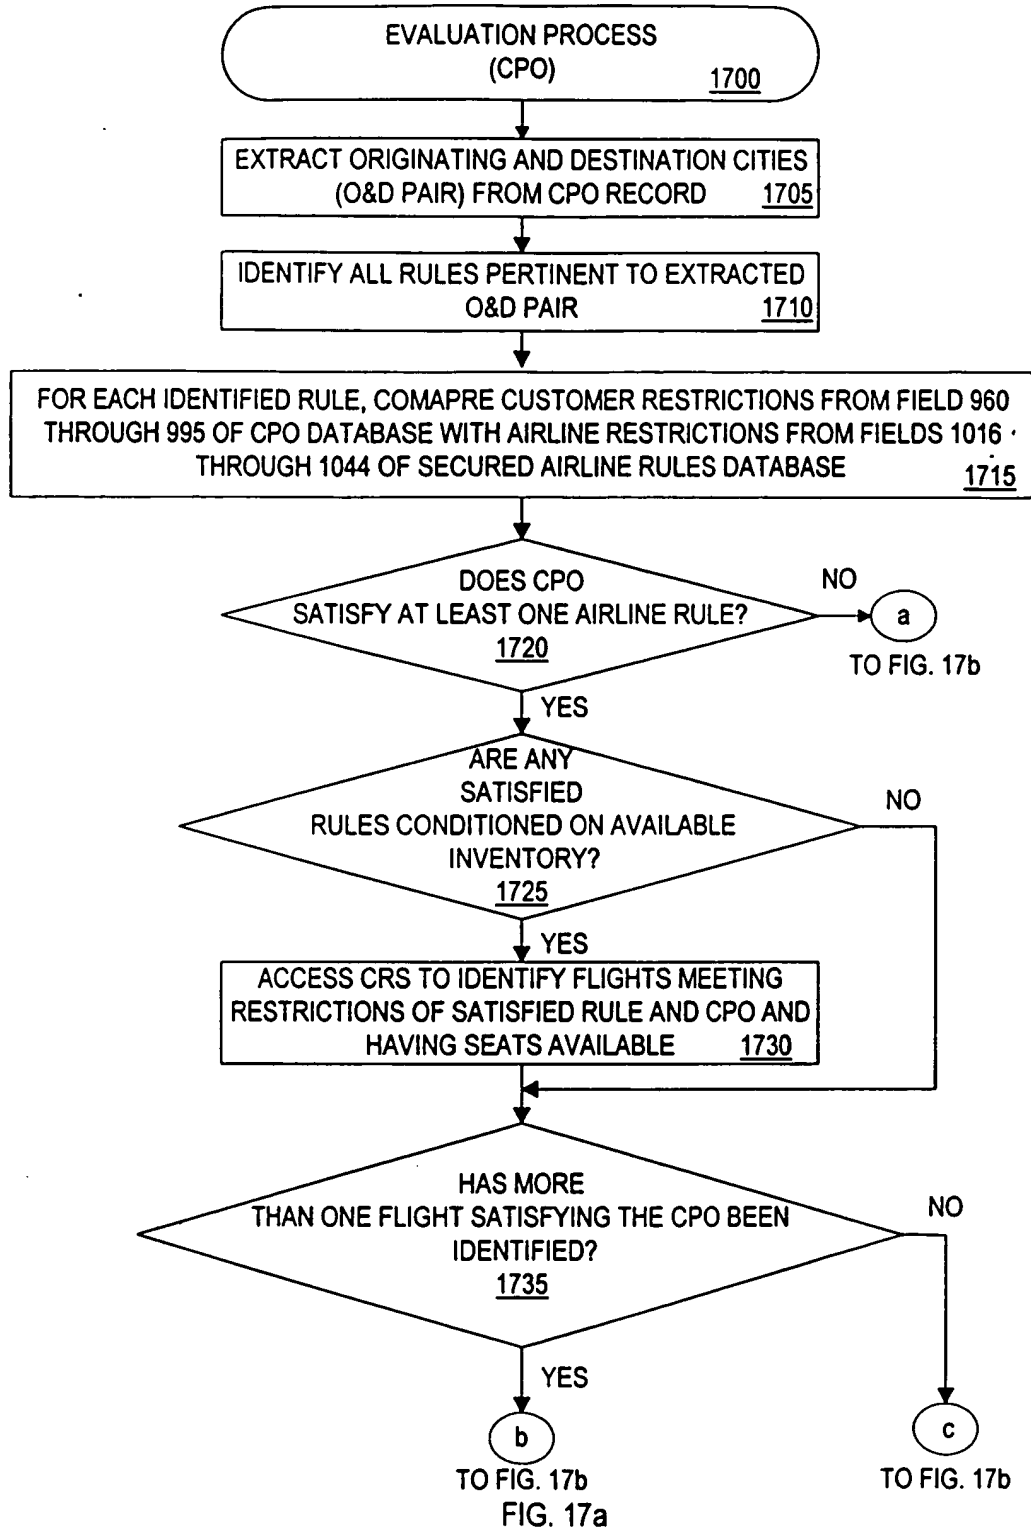 EVALUATION PROCESS
(CPO)
1700
EXTRACT ORIGINATING AND DESTINATION CITIES
(O&D PAIR) FROM CPO RECORD
1705
IDENTIFY ALL RULES PERTINENT TO EXTRACTED
O&D PAIR
1710
FOR EACH IDENTIFIED RULE, COMAPRE CUSTOMER RESTRICTIONS FROM FIELD 960
THROUGH 995 OF CPO DATABASE WITH AIRLINE RESTRICTIONS FROM FIELDS 1016
THROUGH 1044 OF SECURED AIRLINE RULES DATABASE
1715
DOES CPO
SATISFY AT LEAST ONE AIRLINE RULE?
1720
NO
a
TO FIG. 17b
YES
ARE ANY
SATISFIED
RULES CONDITIONED ON AVAILABLE
INVENTORY?
1725
NO
YES
ACCESS CRS TO IDENTIFY FLIGHTS MEETING
RESTRICTIONS OF SATISFIED RULE AND CPO AND
HAVING SEATS AVAILABLE
1730
HAS MORE
THAN ONE FLIGHT SATISFYING THE CPO BEEN
IDENTIFIED?
1735
NO
YES
b
TO FIG. 17b
c
TO FIG. 17b
FIG. 17a